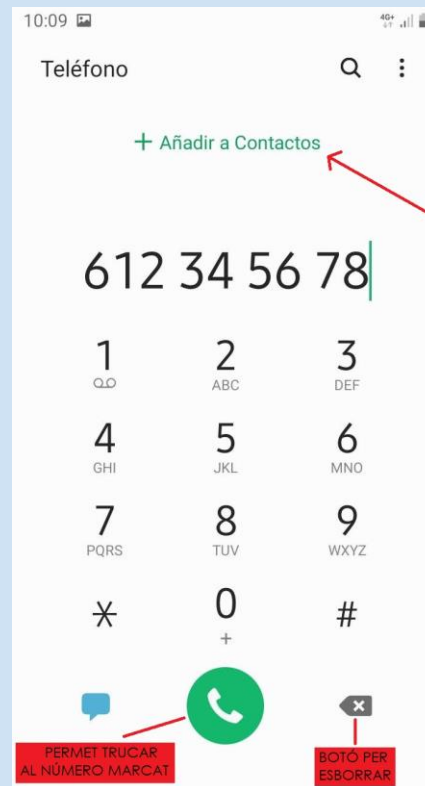 10:09
4G+
Teléfono
+ Añadir a Contactos
612 34 56 78
1 2 3
ABC DEF
4 5 6
GHI JKL MNO
7 8 9
PQRS TUV WXYZ
* 0 #
+
PERMET TRUCAR
AL NÚMERO MARCAT
BOTÓ PER
ESBORRAR